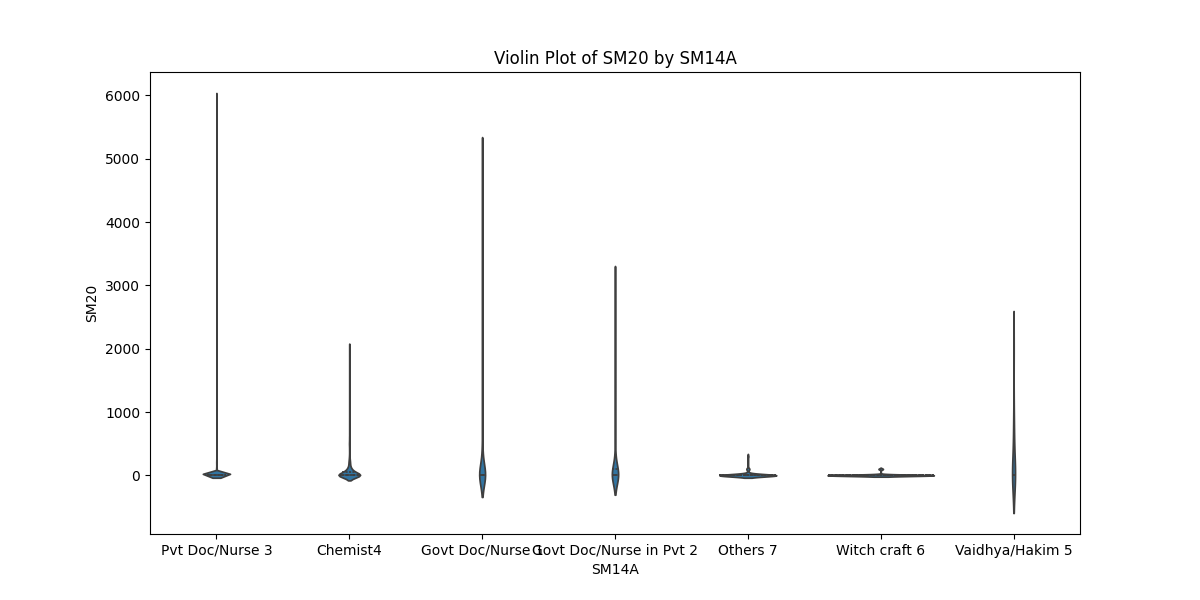 Violin Plot of SM20 by SM14A
6000
5000
4000
3000
2000
1000
0
SM20
Pvt Doc/Nurse 3
Chemist4
Govt Doc/Nurse 1
Govt Doc/Nurse in Pvt 2
Others 7
Witch craft 6
Vaidhya/Hakim 5
SM14A